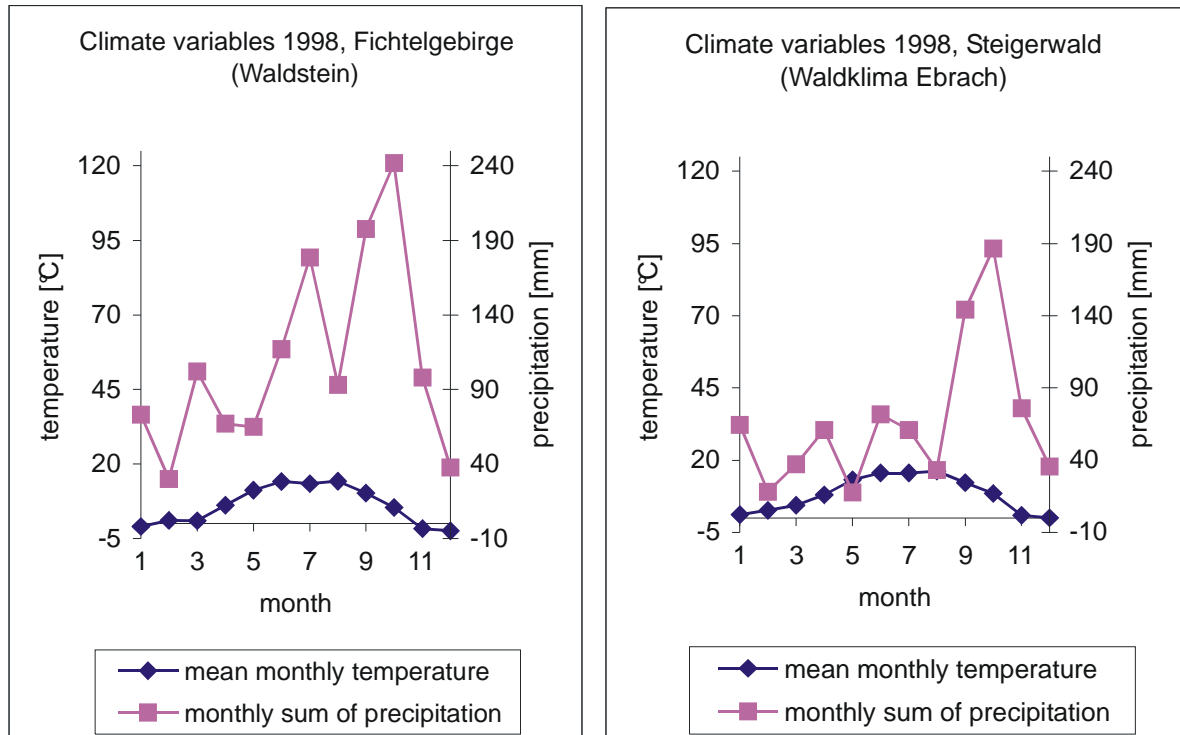 Climate variables 1998, Fichtelgebirge
(Waldstein)
120
95
70
45
20
-5
temperature [°C]
240
190
140
90
40
-10
precipitation [mm]
1 3 5 7 9 11
month
mean monthly temperature
monthly sum of precipitation
Climate variables 1998, Steigerwald
(Waldklima Ebrach)
120
95
70
45
20
-5
temperature [°C]
240
190
140
90
40
-10
precipitation [mm]
1 3 5 7 9 11
month
mean monthly temperature
monthly sum of precipitation